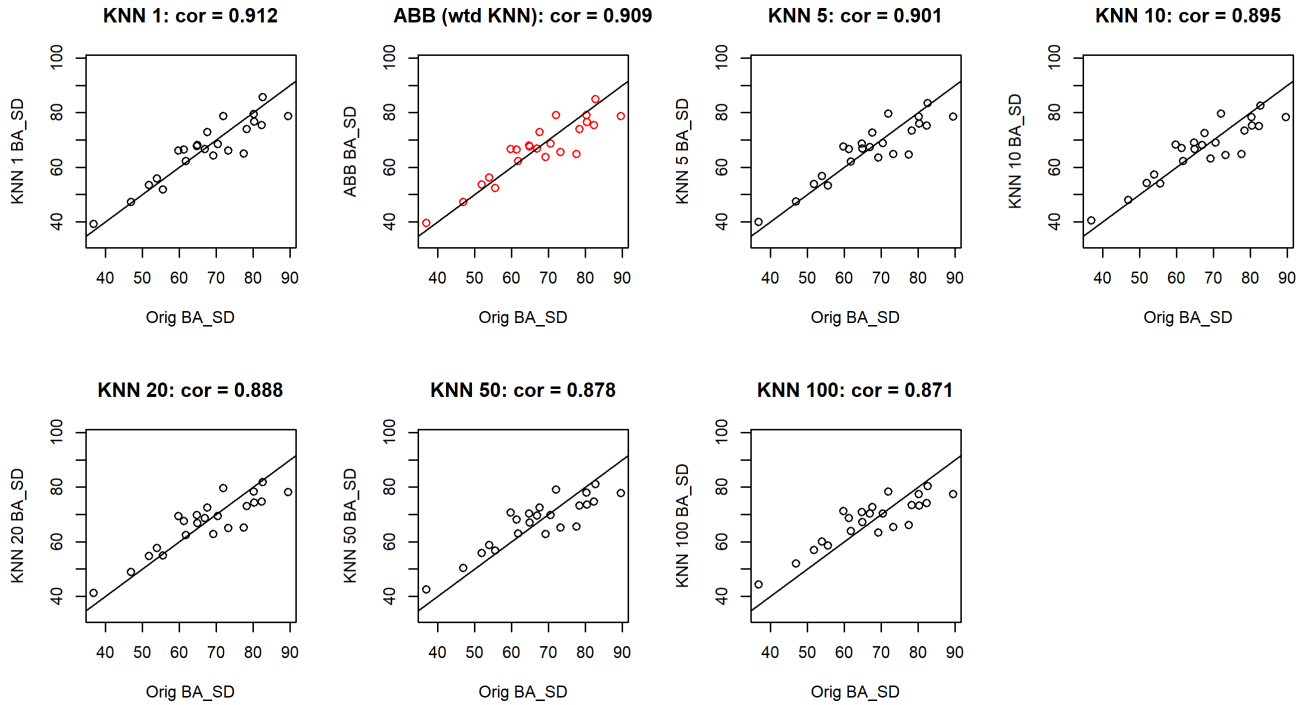 KNN 1: cor = 0.912
KNN 1 BA_SD
40 60 80 100
40 50 60 70 80 90
Orig BA_SD
ABB (wtd KNN): cor = 0.909
ABB BA_SD
40 60 80 100
40 50 60 70 80 90
Orig BA_SD
KNN 5: cor = 0.901
KNN 5 BA_SD
40 60 80 100
40 50 60 70 80 90
Orig BA_SD
KNN 10: cor = 0.895
KNN 10 BA_SD
40 60 80 100
40 50 60 70 80 90
Orig BA_SD
KNN 20: cor = 0.888
KNN 20 BA_SD
40 60 80 100
40 50 60 70 80 90
Orig BA_SD
KNN 50: cor = 0.878
KNN 50 BA_SD
40 60 80 100
40 50 60 70 80 90
Orig BA_SD
KNN 100: cor = 0.871
KNN 100 BA_SD
40 60 80 100
40 50 60 70 80 90
Orig BA_SD